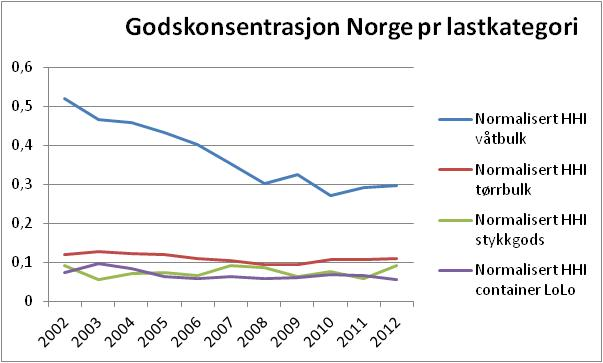 Godskonsentrasjon Norge pr lastkategori
0,6
0,5
0,4
0,3
0,2
0,1
0
2002 2003 2004 2005 2006 2007 2008 2009 2010 2011 2012
Normalisert HHI
våtbulk
Normalisert HHI
tørrbulk
Normalisert HHI
stykkgods
Normalisert HHI
container LoLo